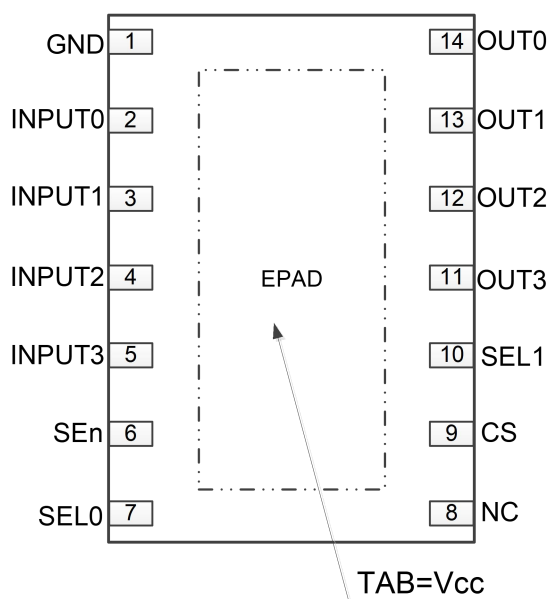 GND 1 14 OUT0
INPUT0 2 13 OUT1
INPUT1 3 12 OUT2
INPUT2 4 EPAD 11 OUT3
INPUT3 5 10 SEL1
SEn 6 9 CS
SEL0 7 8 NC
TAB=Vcc